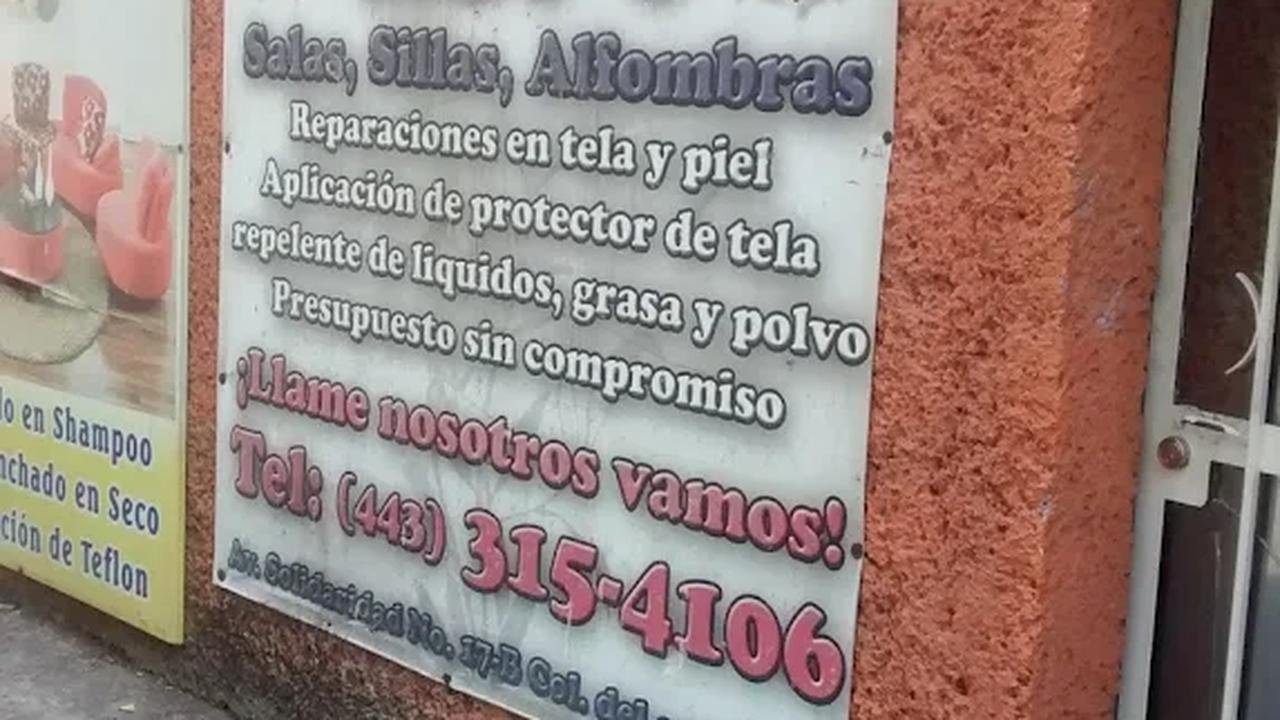 Salas, Sillas, Alfombras
Reparaciones en tela y piel
Aplicación de protector de tela
repelente de liquidos, grasa y polvo
Presupuesto sin compromiso
¡Llame nosotros vamos!
Tel: (443) 315-4106
Av. Solidaridad No. 17-B Col. del
lo en Shampoo
nchado en Seco
ción de Teflon